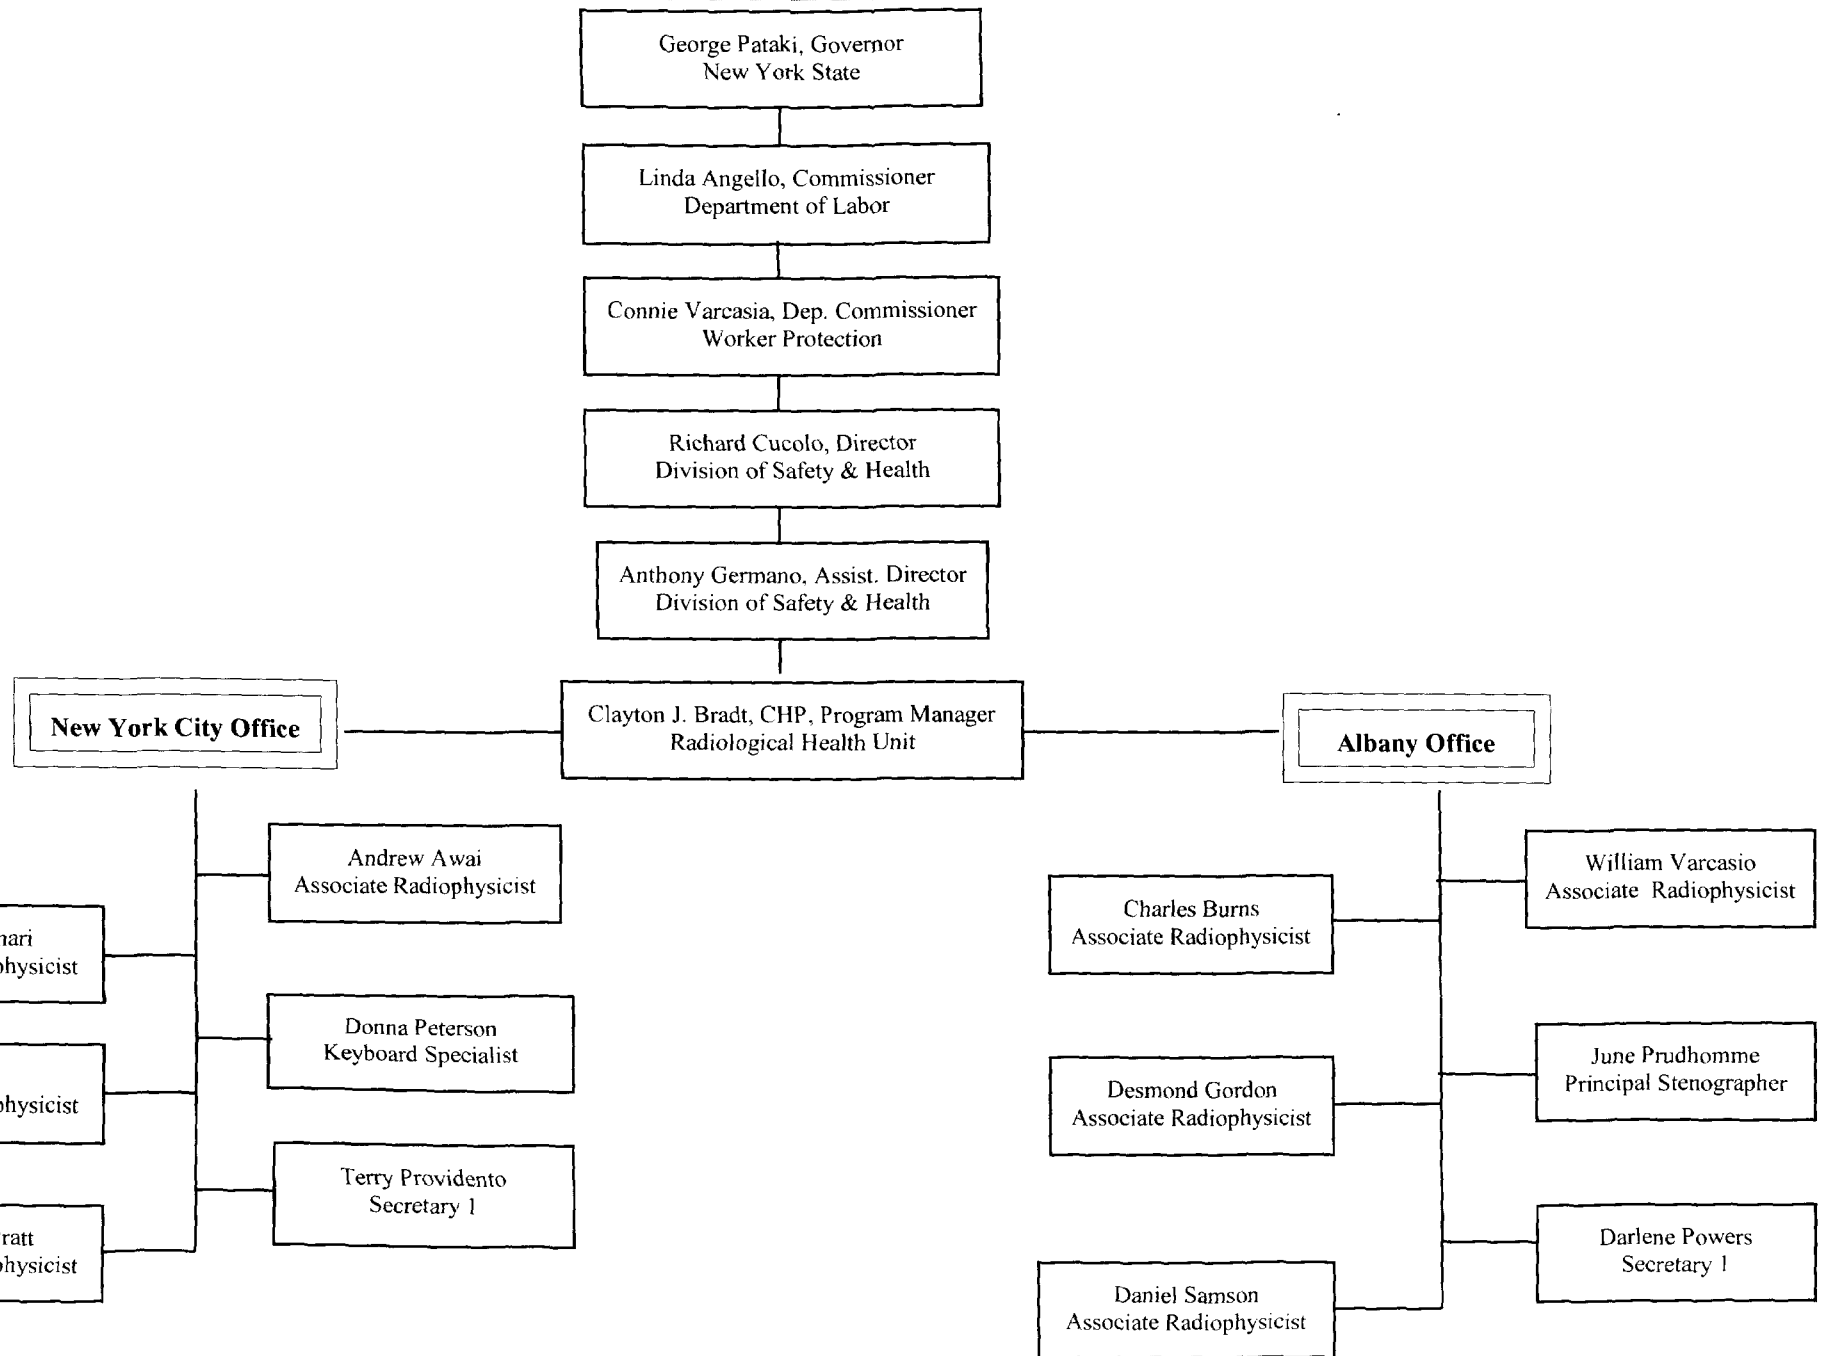 George Pataki, Governor
New York State
Linda Angello, Commissioner
Department of Labor
Connie Varcasia, Dep. Commissioner
Worker Protection
Richard Cucolo, Director
Division of Safety & Health
Anthony Germano, Assist. Director
Division of Safety & Health
Clayton J. Bradt, CHP, Program Manager
Radiological Health Unit
New York City Office
Andrew Awai
Associate Radiophysicist
Donna Peterson
Keyboard Specialist
Terry Providento
Secretary 1
Albany Office
Charles Burns
Associate Radiophysicist
Desmond Gordon
Associate Radiophysicist
Daniel Samson
Associate Radiophysicist
William Varcasio
Associate Radiophysicist
June Prudhomme
Principal Stenographer
Darlene Powers
Secretary 1